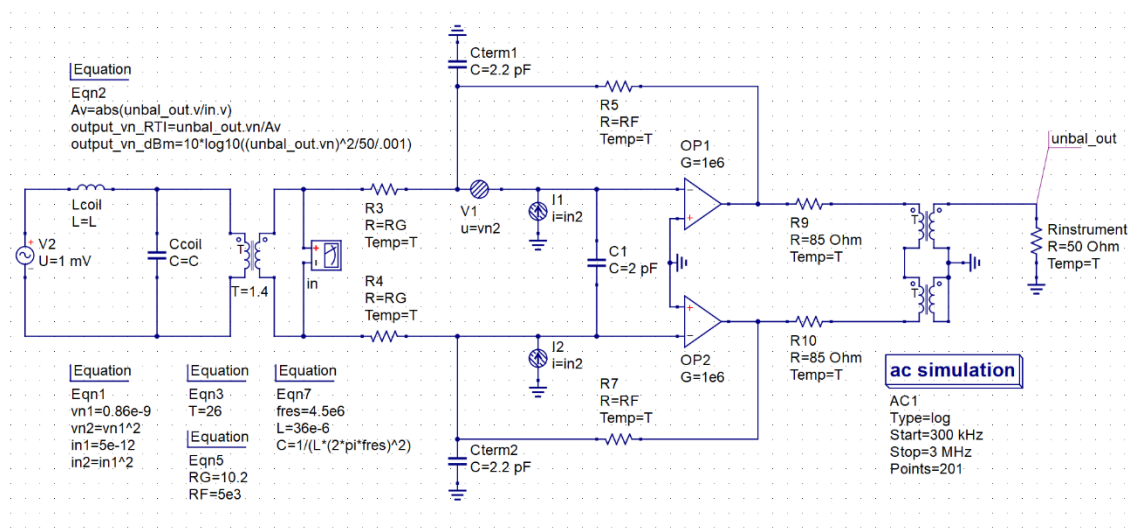 Equation
Eqn2
Av=abs(unbal_out.v/in.v)
output_vn_RTI=unbal_out.vn/Av
output_vn_dBm=10*log10((unbal_out.vn)^2/50/.001)
Cterm1
C=2.2 pF
R5
R=RF
Temp=T
OP1
G=1e6
unbal_out
Lcoil
L=L
V2
U=1 mV
Ccoil
C=C
T
T=1.4
in
R3
R=RG
Temp=T
R4
R=RG
Temp=T
V1
u=vn2
I1
i=in2
C1
C=2 pF
I2
i=in2
OP2
G=1e6
R7
R=RF
Temp=T
R9
R=85 Ohm
Temp=T
R10
R=85 Ohm
Temp=T
T
T
Rinstrument
R=50 Ohm
Temp=T
Equation
Eqn1
vn1=0.86e-9
vn2=vn1^2
in1=5e-12
in2=in1^2
Equation
Eqn3
T=26
Equation
Eqn5
RG=10.2
RF=5e3
Equation
Eqn7
fres=4.5e6
L=36e-6
C=1/(L*(2*pi*fres)^2)
Cterm2
C=2.2 pF
ac simulation
AC1
Type=log
Start=300 kHz
Stop=3 MHz
Points=201